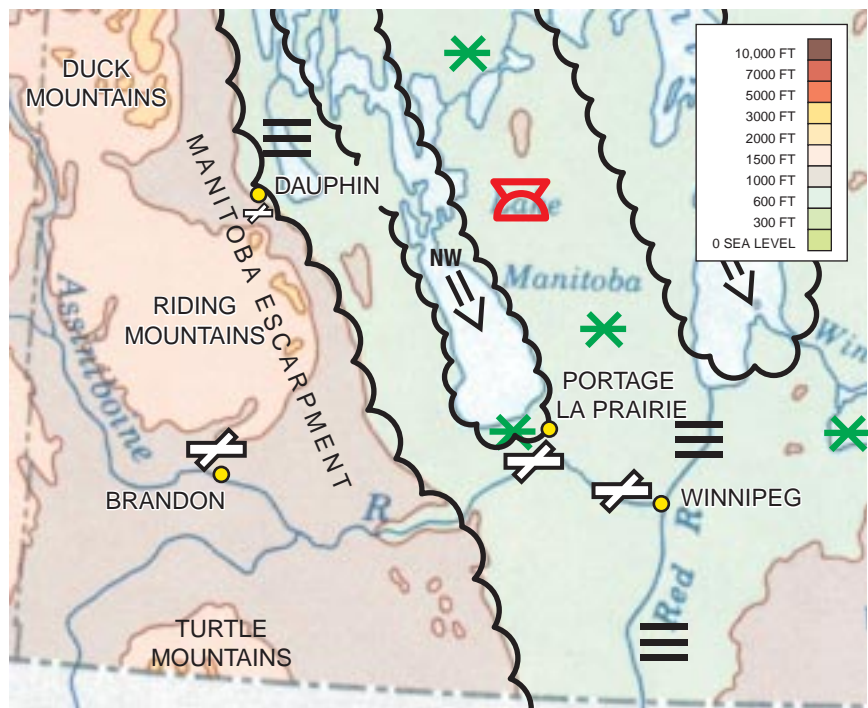 DUCK
MOUNTAINS
10,000 FT
7000 FT
5000 FT
3000 FT
2000 FT
1500 FT
1000 FT
600 FT
300 FT
0 SEA LEVEL
MANITOBA ESCARPMENT
DAUPHIN
Lake
Manitoba
NW
Assiniboine
R
RIDING
MOUNTAINS
Win
PORTAGE
LA PRAIRIE
BRANDON
WINNIPEG
Red R
TURTLE
MOUNTAINS